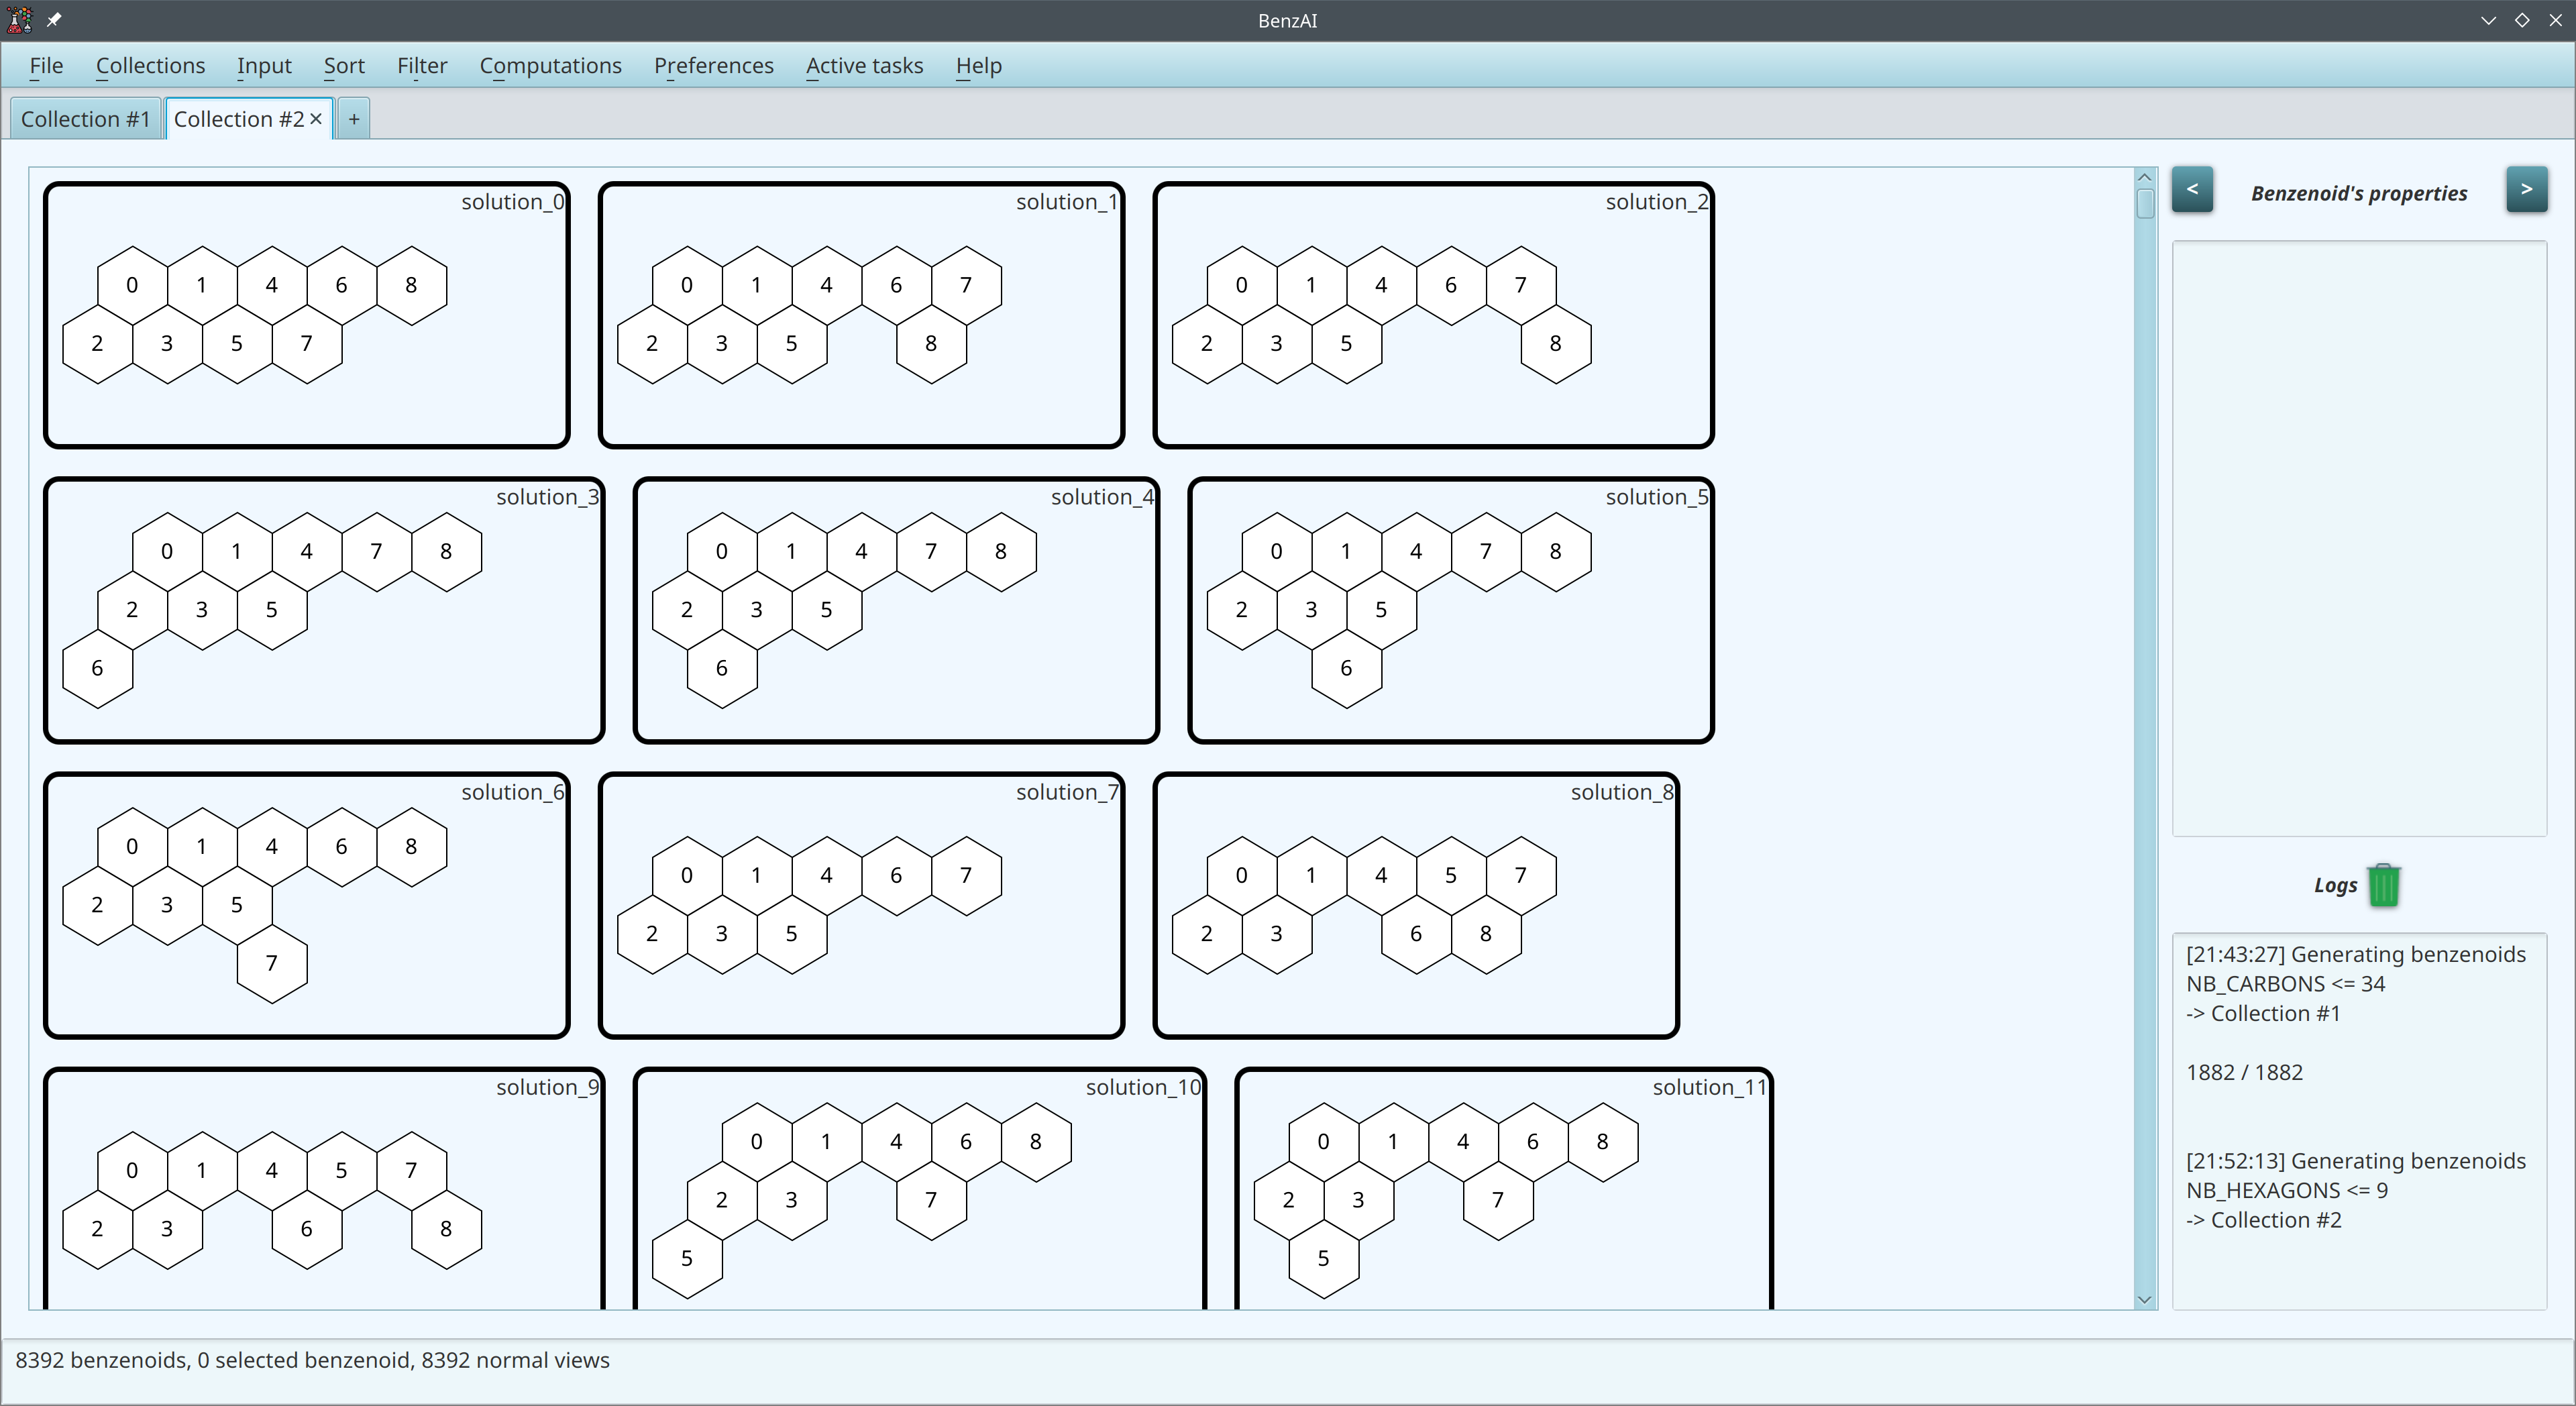 BenzAI
File Collections Input Sort Filter Computations Preferences Active tasks Help
Collection #1 Collection #2 × +
solution_0
0 1 4 6 8
2 3 5 7
solution_1
0 1 4 6 7
2 3 5 8
solution_2
0 1 4 6 7
2 3 5 8
solution_3
0 1 4 7 8
2 3 5
6
solution_4
0 1 4 7 8
2 3 5
6
solution_5
0 1 4 7 8
2 3 5
6
solution_6
0 1 4 6 8
2 3 5
7
solution_7
0 1 4 6 7
2 3 5
solution_8
0 1 4 5 7
2 3 6 8
solution_9
0 1 4 5 7
2 3 6 8
solution_10
0 1 4 6 8
2 3 7
5
solution_11
0 1 4 6 8
2 3 7
5
< Benzenoid's properties >
Logs
[21:43:27] Generating benzenoids
NB_CARBONS <= 34
-> Collection #1
1882 / 1882
[21:52:13] Generating benzenoids
NB_HEXAGONS <= 9
-> Collection #2
8392 benzenoids, 0 selected benzenoid, 8392 normal views